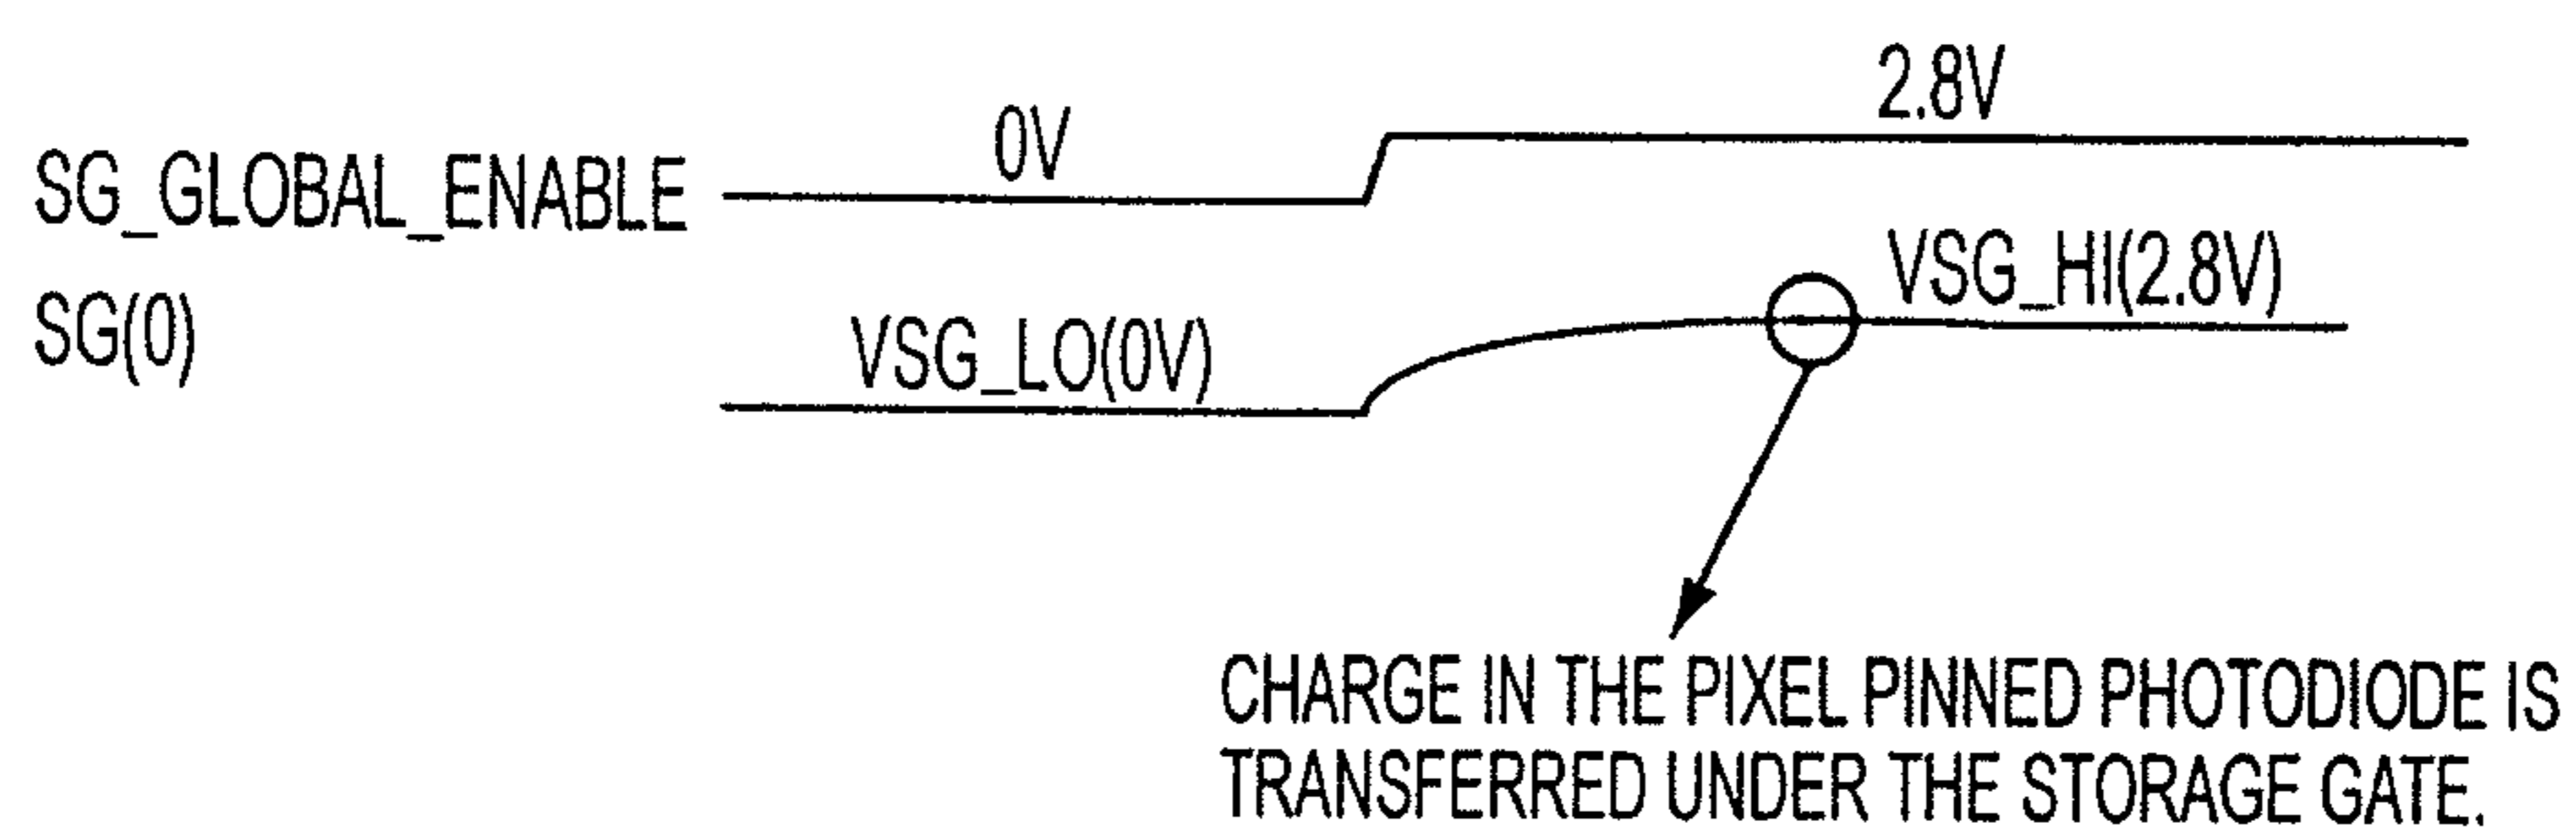 2.8V
0V
SG_GLOBAL_ENABLE
VSG_HI(2.8V)
SG(0)
VSG_LO(0V)
CHARGE IN THE PIXEL PINNED PHOTODIODE IS
TRANSFERRED UNDER THE STORAGE GATE.